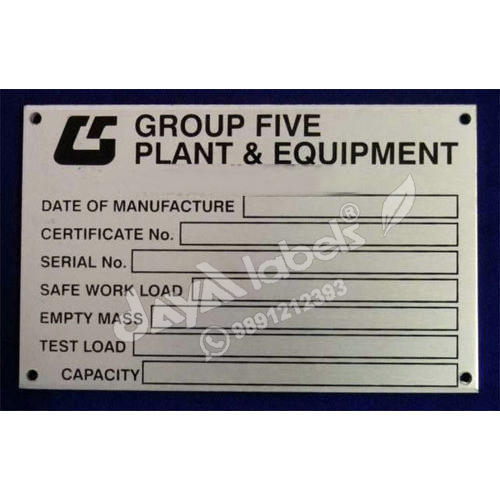 GROUP FIVE
PLANT & EQUIPMENT
DATE OF MANUFACTURE
CERTIFICATE No.
SERIAL No.
SAFE WORK LOAD
EMPTY MASS
TEST LOAD
CAPACITY
JAYA labels®
9891212393